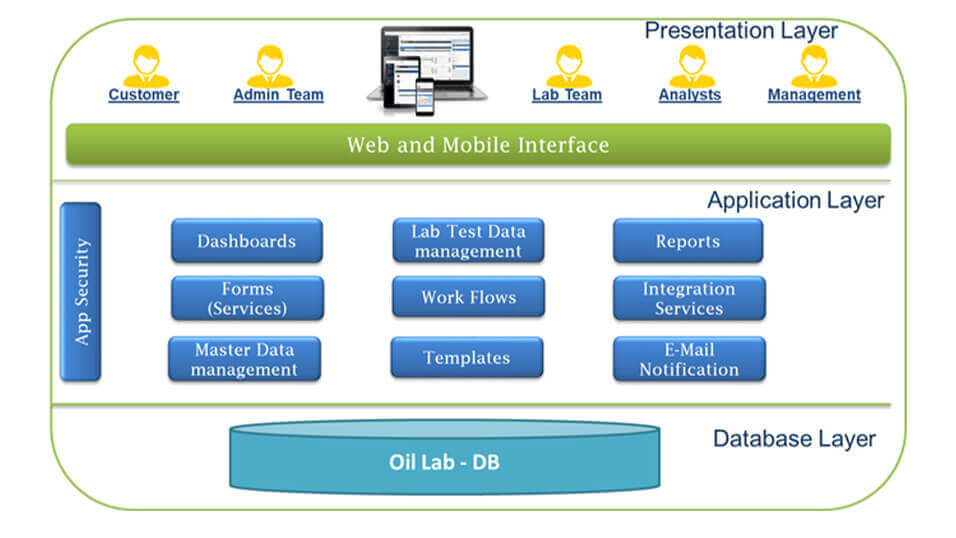 Presentation Layer
Customer
Admin Team
Lab Team
Analysts
Management
Web and Mobile Interface
Application Layer
App Security
Dashboards
Lab Test Data
management
Reports
Forms
(Services)
Work Flows
Integration
Services
Master Data
management
Templates
E-Mail
Notification
Database Layer
Oil Lab - DB